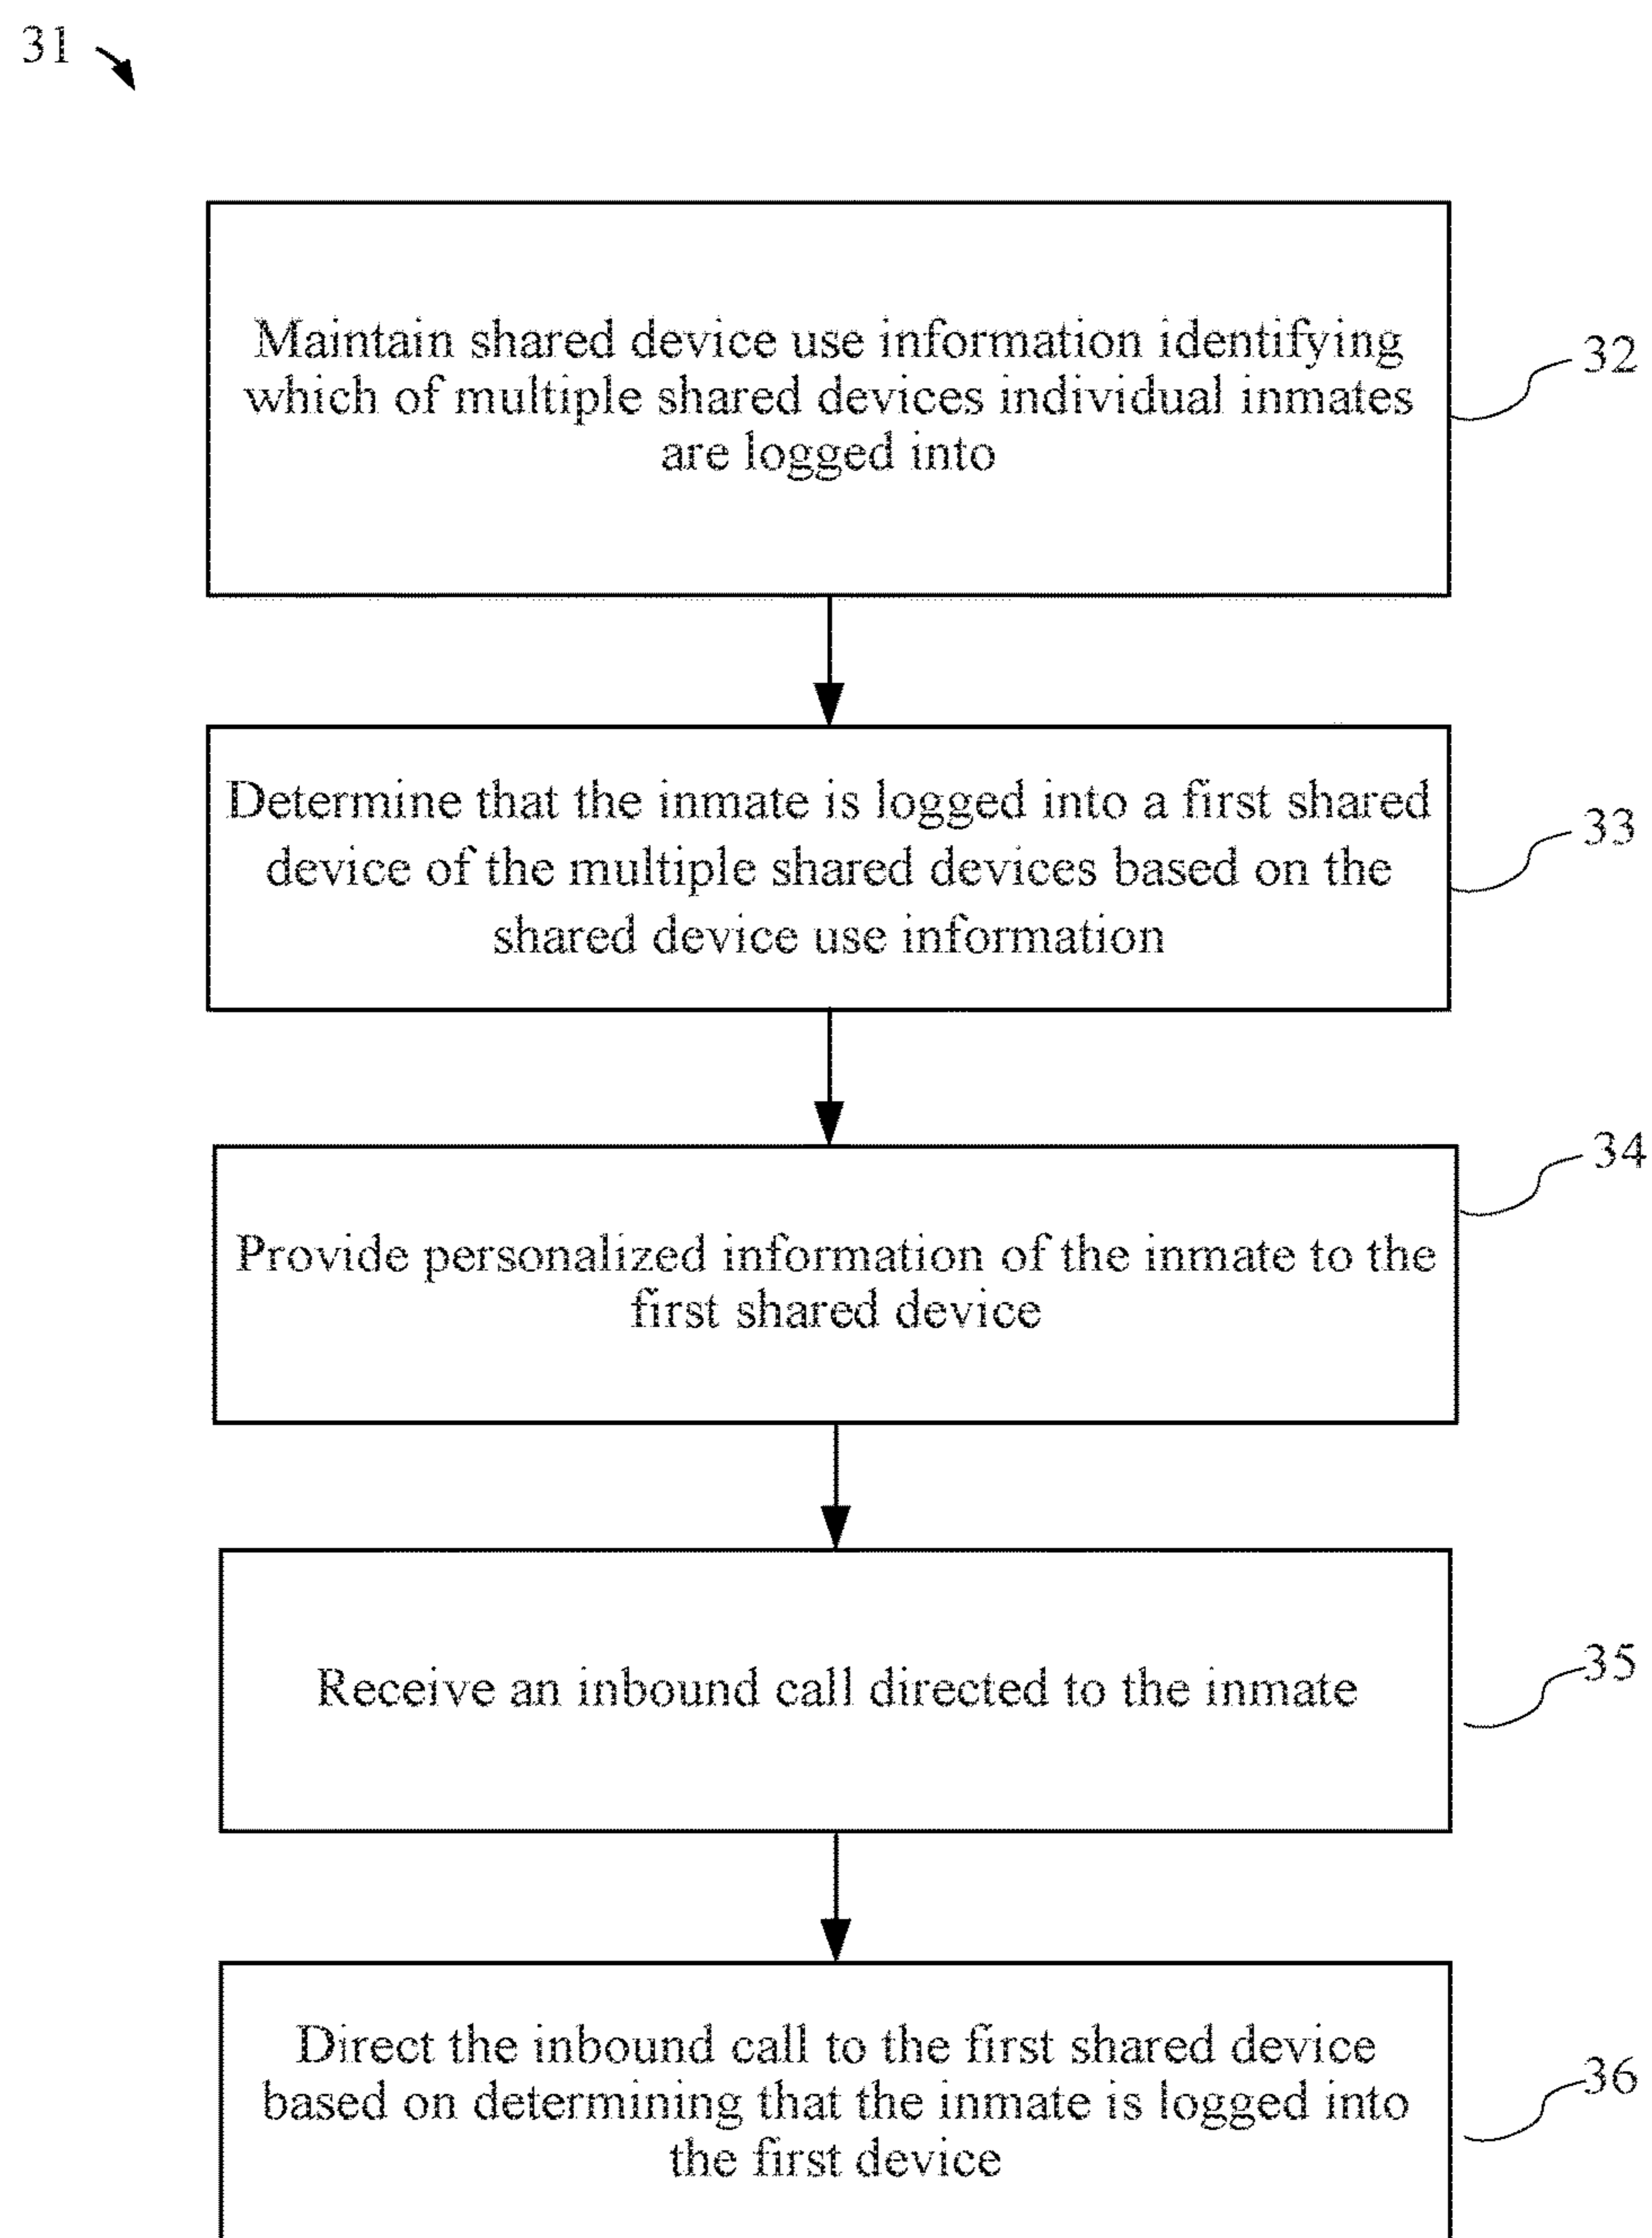 31
Maintain shared device use information identifying
which of multiple shared devices individual inmates
are logged into
32
Determine that the inmate is logged into a first shared
device of the multiple shared devices based on the
shared device use information
33
Provide personalized information of the inmate to the
first shared device
34
Receive an inbound call directed to the inmate
35
Direct the inbound call to the first shared device
based on determining that the inmate is logged into
the first device
36